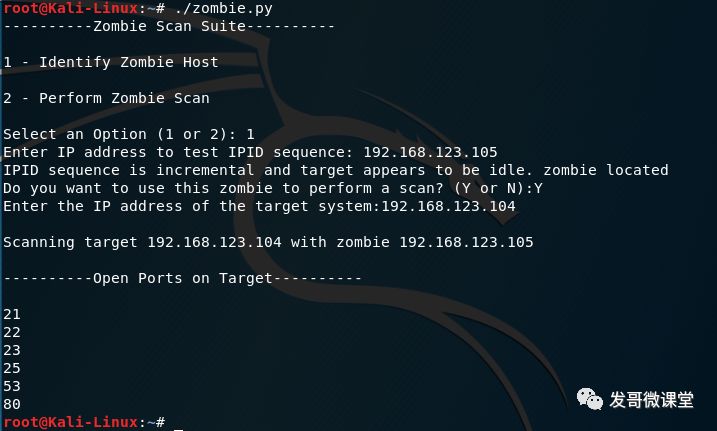 root@Kali-Linux:~# ./zombie.py
----------Zombie Scan Suite----------
1 - Identify Zombie Host
2 - Perform Zombie Scan
Select an Option (1 or 2): 1
Enter IP address to test IPID sequence: 192.168.123.105
IPID sequence is incremental and target appears to be idle. zombie located
Do you want to use this zombie to perform a scan? (Y or N):Y
Enter the IP address of the target system:192.168.123.104
Scanning target 192.168.123.104 with zombie 192.168.123.105
----------Open Ports on Target----------
21
22
23
25
53
80
root@Kali-Linux:~#
发哥微课堂